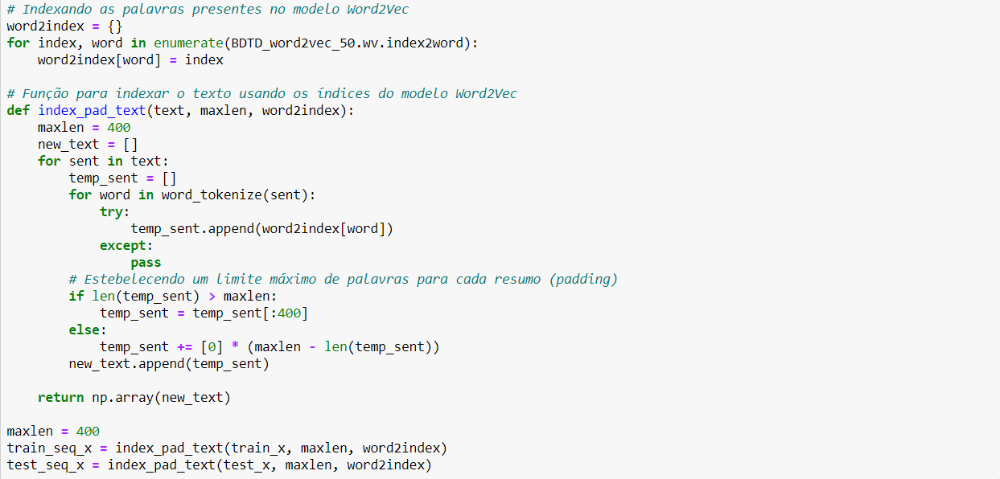 # Indexando as palavras presentes no modelo Word2Vec
word2index = {}
for index, word in enumerate(BDTD_word2vec_50.wv.index2word):
    word2index[word] = index

# Função para indexar o texto usando os índices do modelo Word2Vec
def index_pad_text(text, maxlen, word2index):
    maxlen = 400
    new_text = []
    for sent in text:
        temp_sent = []
        for word in word_tokenize(sent):
            try:
                temp_sent.append(word2index[word])
            except:
                pass
        # Estebelecendo um limite máximo de palavras para cada resumo (padding)
        if len(temp_sent) > maxlen:
            temp_sent = temp_sent[:400]
        else:
            temp_sent += [0] * (maxlen - len(temp_sent))
        new_text.append(temp_sent)

    return np.array(new_text)

maxlen = 400
train_seq_x = index_pad_text(train_x, maxlen, word2index)
test_seq_x = index_pad_text(test_x, maxlen, word2index)